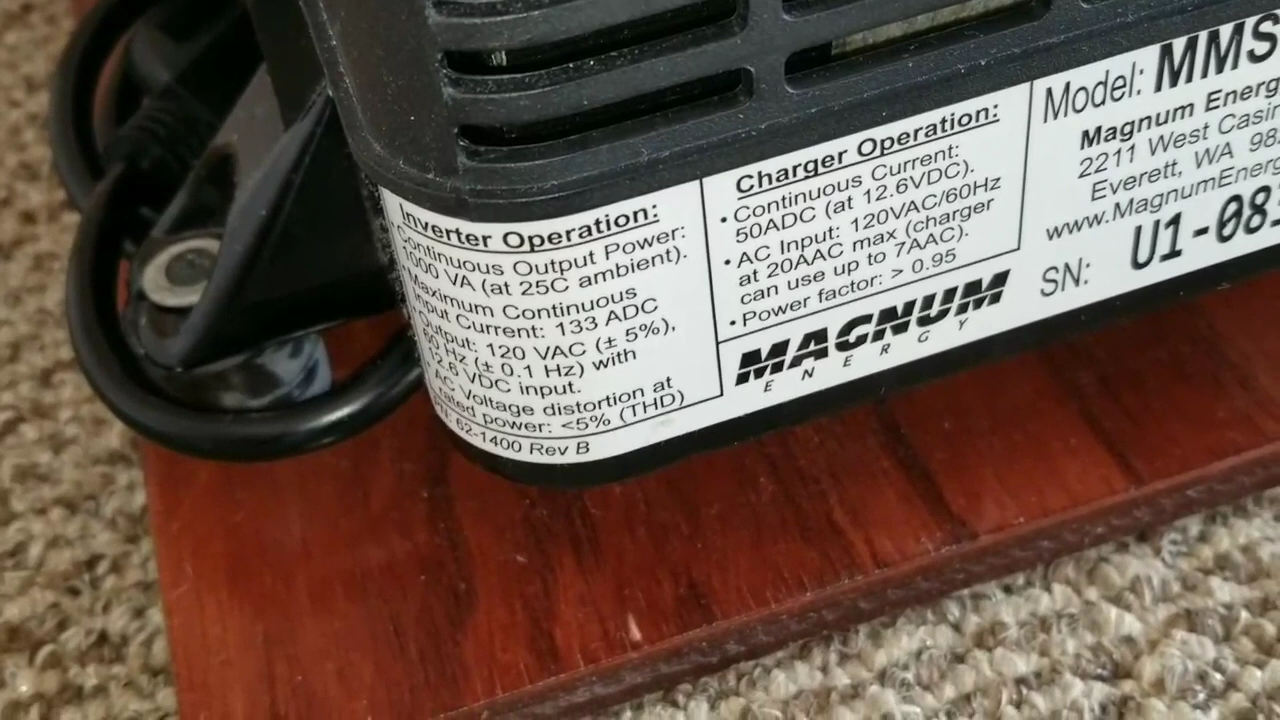 Inverter Operation:
Continuous Output Power:
1000 VA (at 25C ambient).
Maximum Continuous
Input Current: 133 ADC
Output: 120 VAC (± 5%),
60 Hz (± 0.1 Hz) with
12.6 VDC input.
AC Voltage distortion at
rated power: <5% (THD)
PN: 62-1400 Rev B
Charger Operation:
• Continuous Current:
50ADC (at 12.6VDC).
• AC Input: 120VAC/60Hz
at 20AAC max (charger
can use up to 7AAC).
• Power factor: > 0.95
MAGNUM
ENERGY
Model: MMS
Magnum Energ
2211 West Casin
Everett, WA 98
www.MagnumEnerg
SN: U1-08